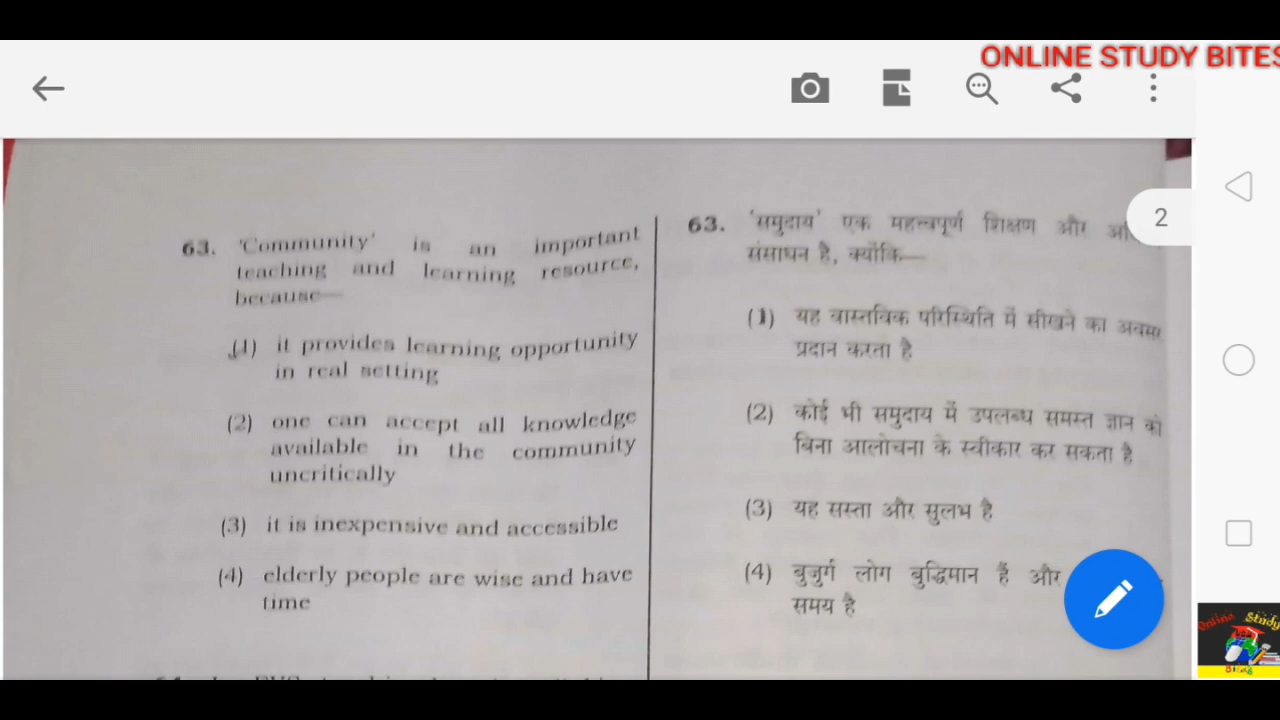 ONLINE STUDY BITES
2
63. 'Community' is an important
teaching and learning resource,
because—
(1) it provides learning opportunity
in real setting
(2) one can accept all knowledge
available in the community
uncritically
(3) it is inexpensive and accessible
(4) elderly people are wise and have
time
63. 'समुदाय' एक महत्त्वपूर्ण शिक्षण और
संसाधन है, क्योंकि—
(1) यह वास्तविक परिस्थिति में सीखने का अवसर
प्रदान करता है
(2) कोई भी समुदाय में उपलब्ध समस्त ज्ञान को
बिना आलोचना के स्वीकार कर सकता है
(3) यह सस्ता और सुलभ है
(4) बुजुर्ग लोग बुद्धिमान हैं और
समय है
Online Study
Bites